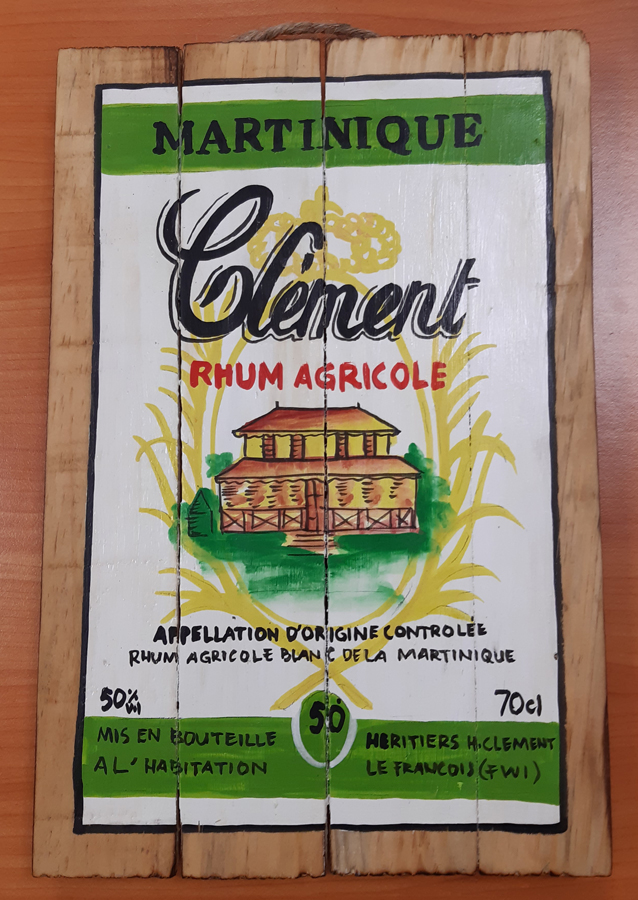 MARTINIQUE
Clément
RHUM AGRICOLE
APPELLATION D'ORIGINE CONTROLÉE
RHUM AGRICOLE BLANC DE LA MARTINIQUE
50% Vol
70cl
50
MIS EN BOUTEILLE
A L'HABITATION
HERITIERS H. CLEMENT
LE FRANCOIS (FWI)